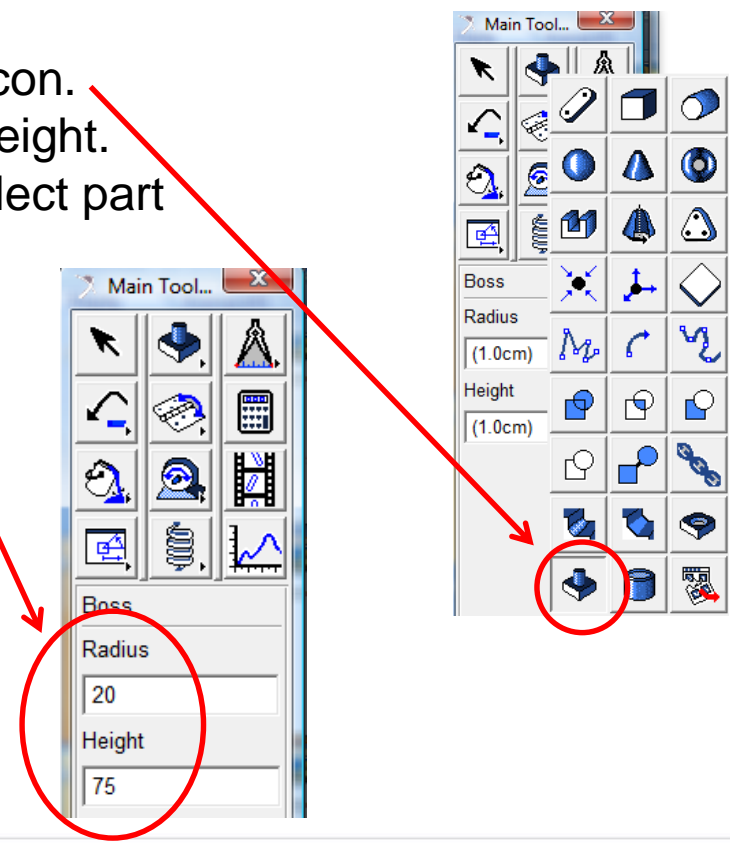 con.
eight.
lect part
Main Tool...
Boss
Radius
(1.0cm)
Height
(1.0cm)
Main Tool...
Boss
Radius
20
Height
75